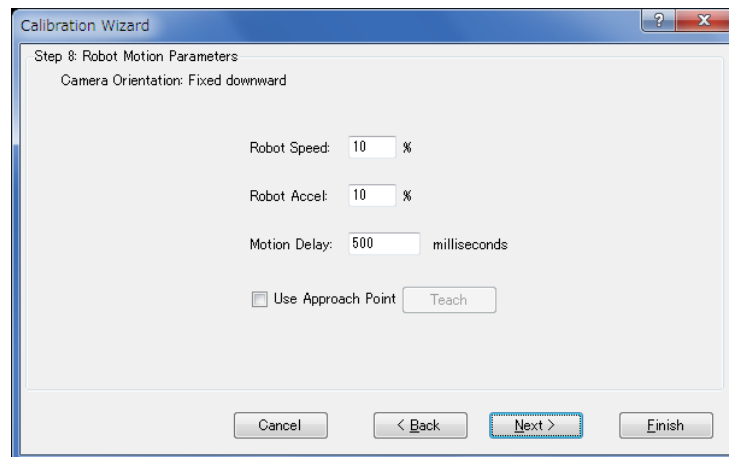 Calibration Wizard ? X
Step 8: Robot Motion Parameters
Camera Orientation: Fixed downward
Robot Speed: 10 %
Robot Accel: 10 %
Motion Delay: 500 milliseconds
Use Approach Point Teach
Cancel < Back Next > Finish